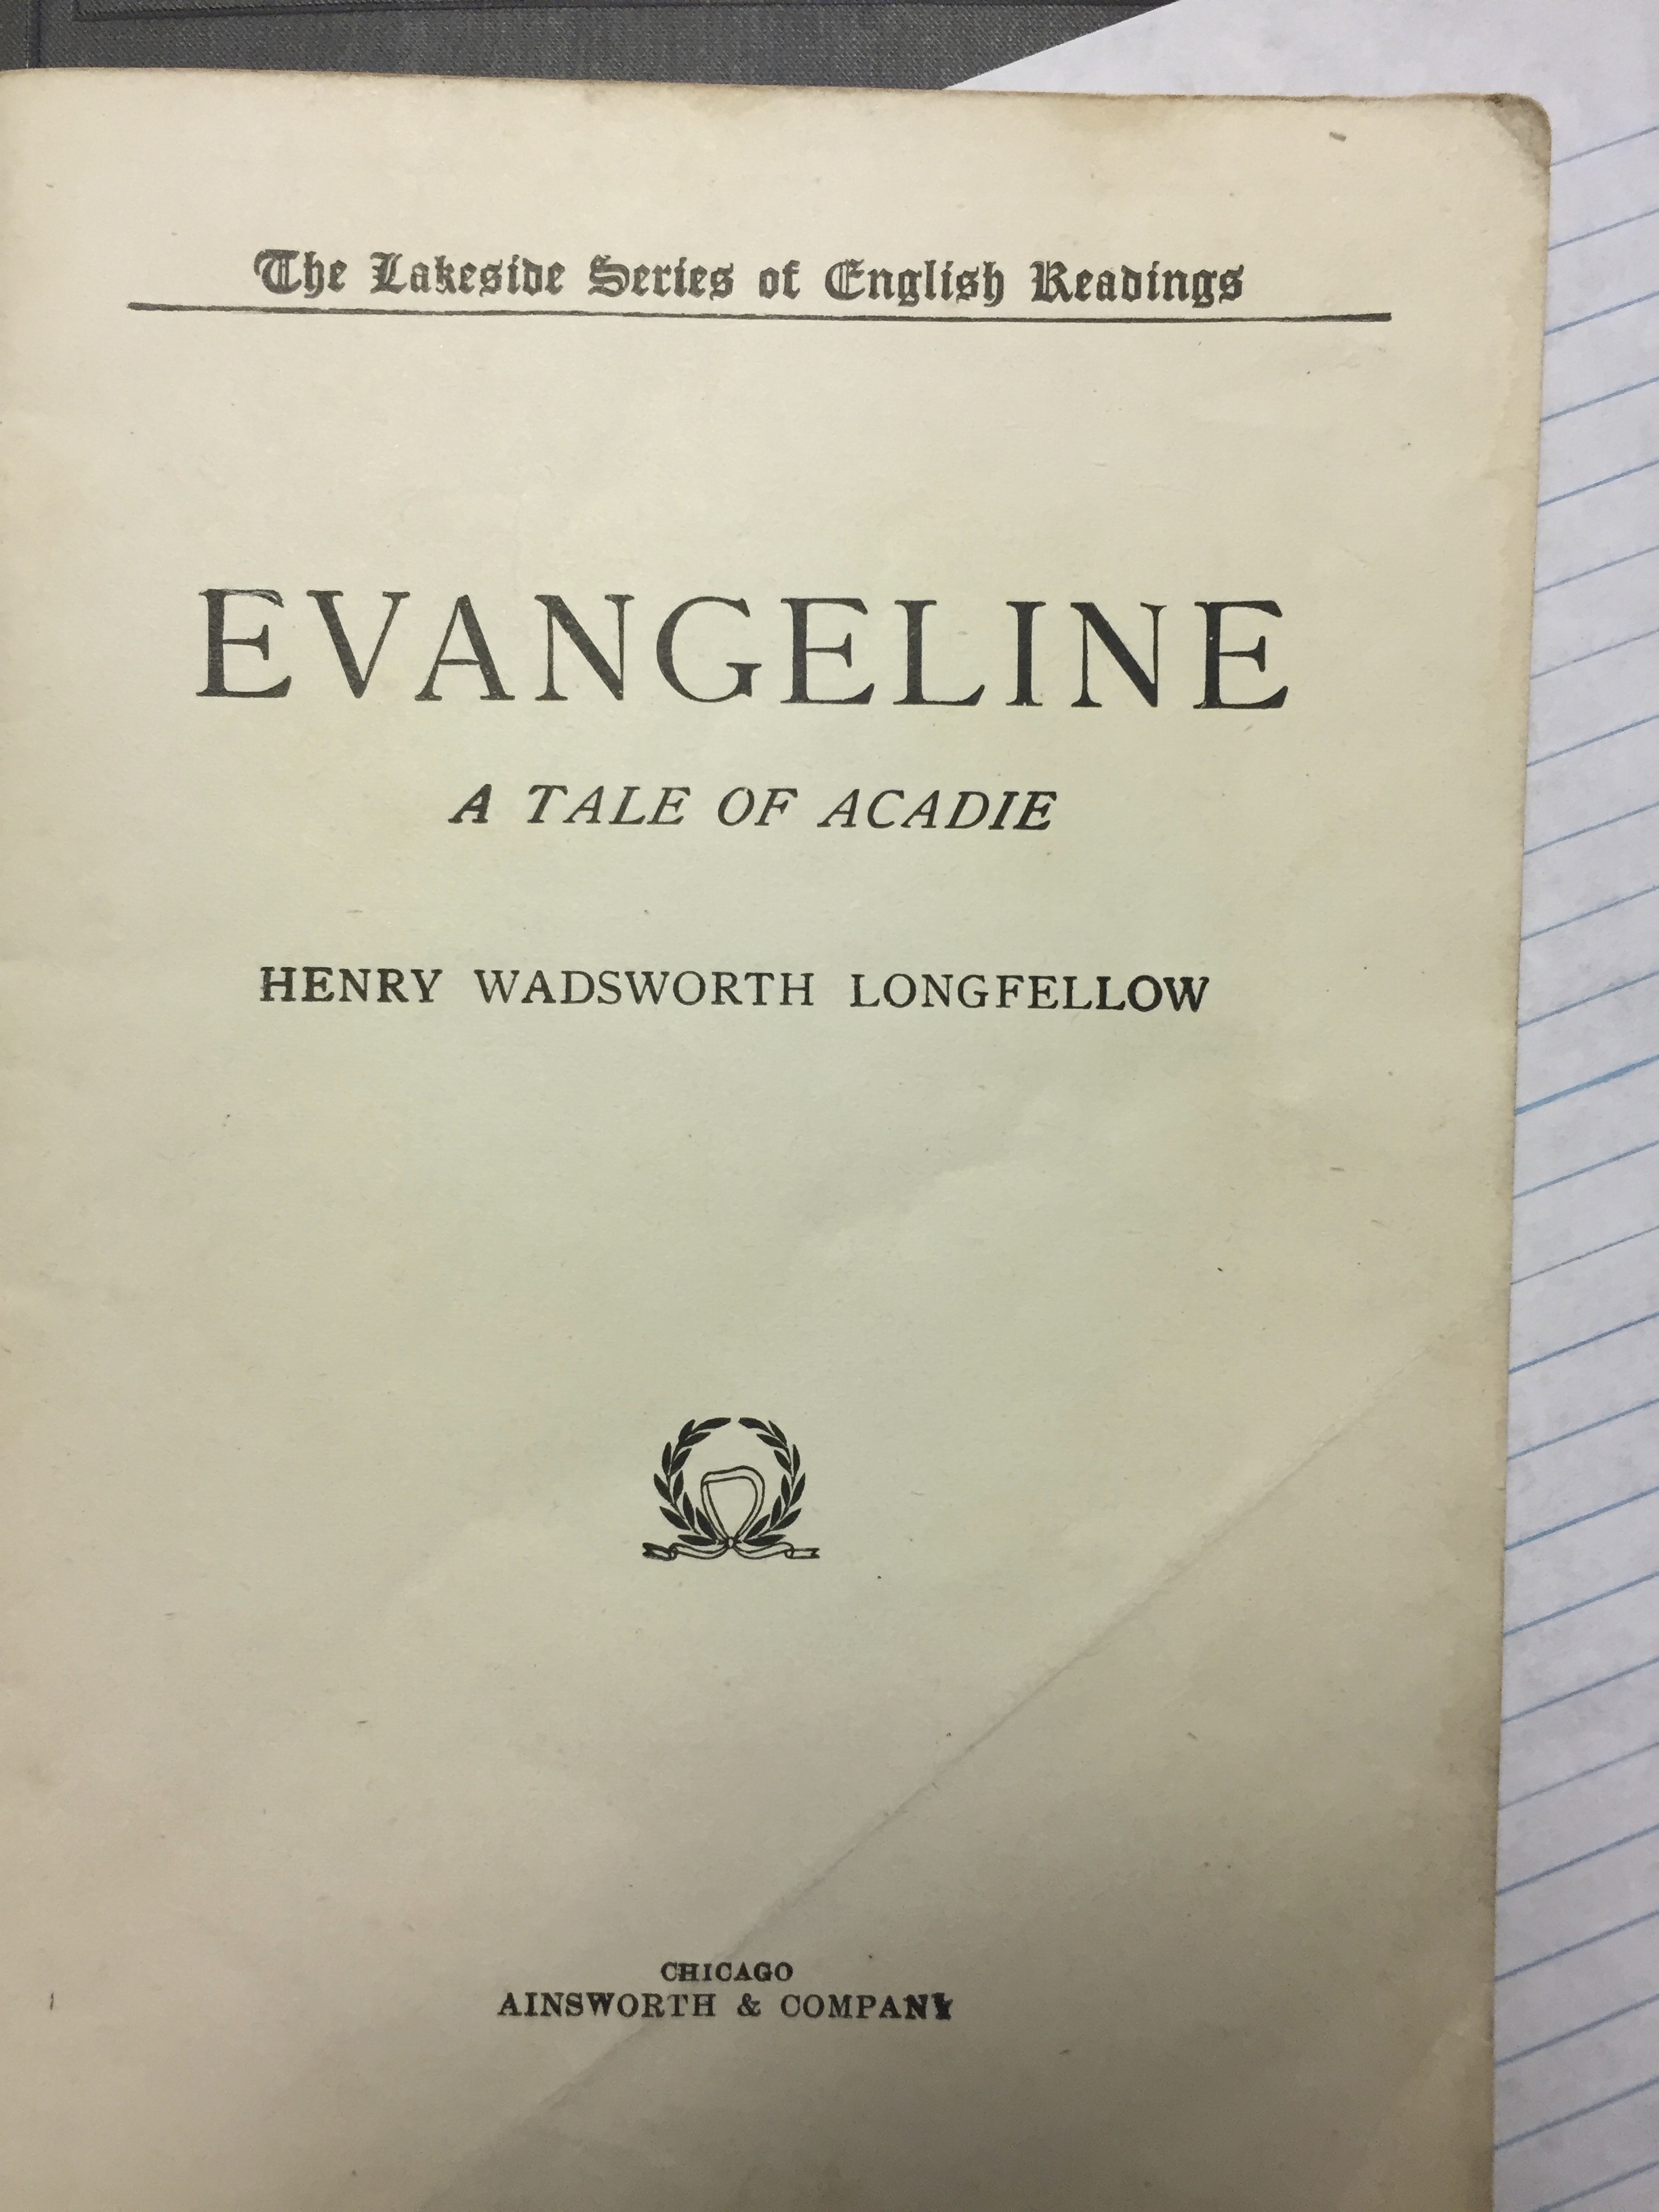 The Lakeside Series of English Readings
EVANGELINE
A TALE OF ACADIE
HENRY WADSWORTH LONGFELLOW
CHICAGO
AINSWORTH & COMPANY